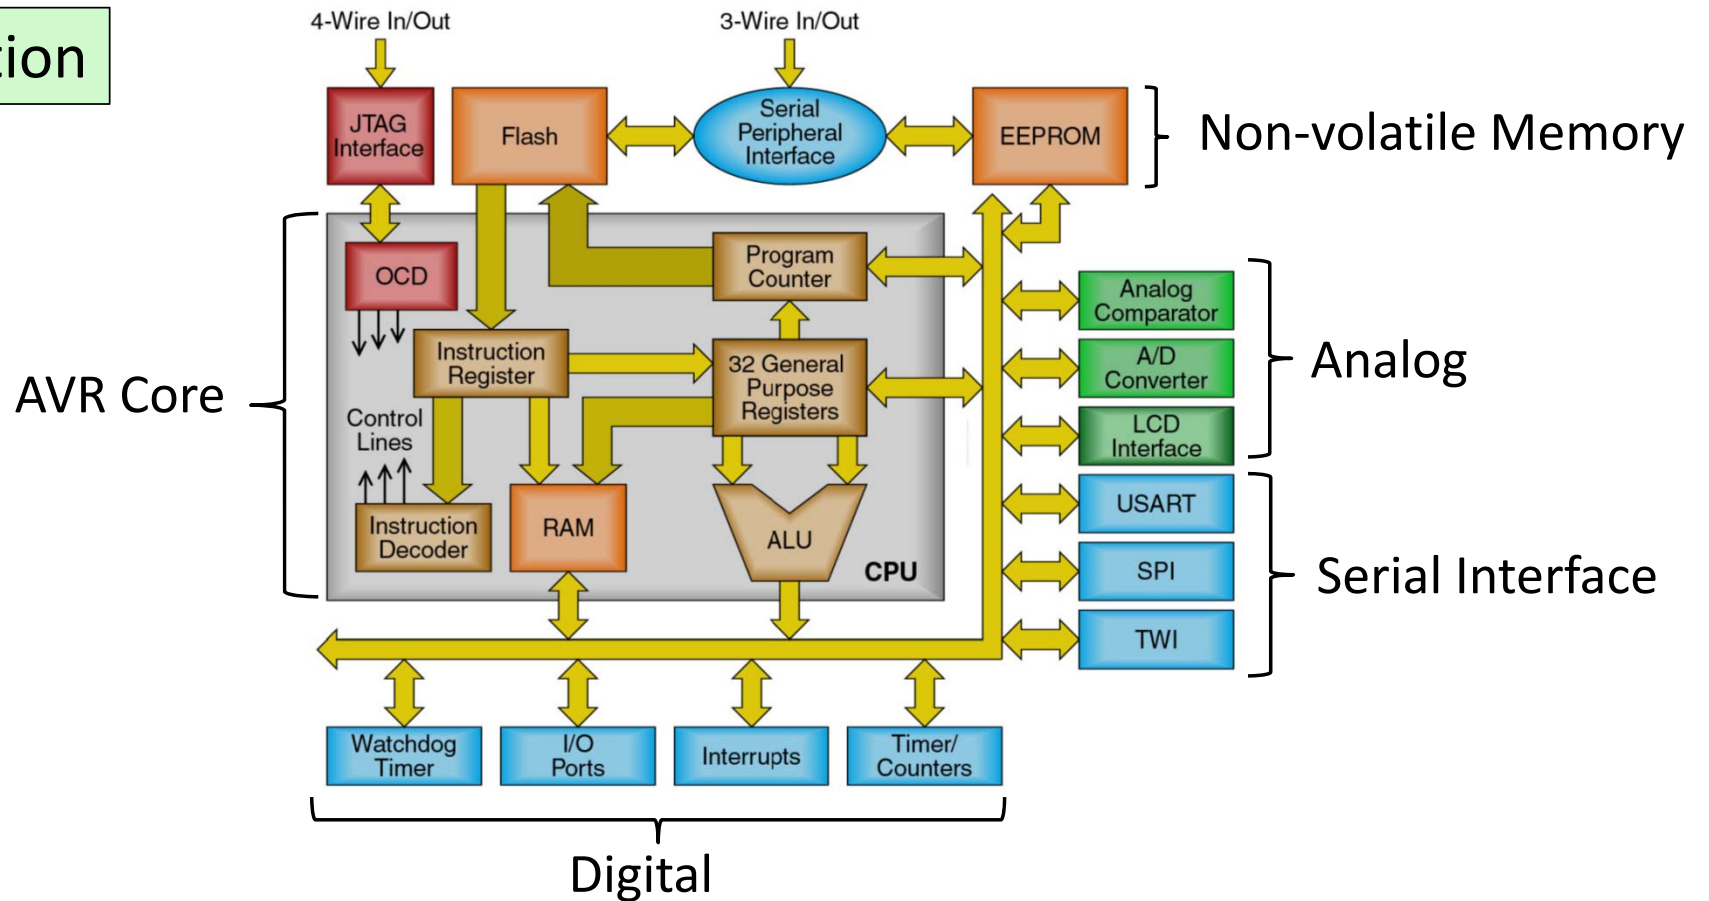 tion
4-Wire In/Out
3-Wire In/Out
JTAG
Interface
Flash
Serial
Peripheral
Interface
EEPROM
Non-volatile Memory
AVR Core
OCD
Program
Counter
Instruction
Register
32 General
Purpose
Registers
Control
Lines
Instruction
Decoder
RAM
ALU
CPU
Analog
Comparator
A/D
Converter
LCD
Interface
Analog
USART
SPI
TWI
Serial Interface
Watchdog
Timer
I/O
Ports
Interrupts
Timer/
Counters
Digital